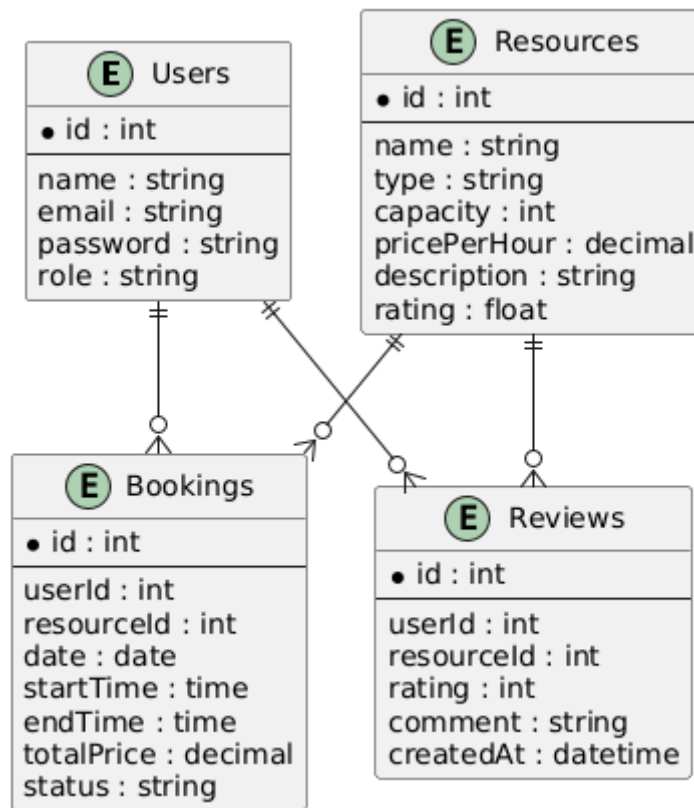 E Users
• id : int
name : string
email : string
password : string
role : string
E Resources
• id : int
name : string
type : string
capacity : int
pricePerHour : decimal
description : string
rating : float
E Bookings
• id : int
userId : int
resourceId : int
date : date
startTime : time
endTime : time
totalPrice : decimal
status : string
E Reviews
• id : int
userId : int
resourceId : int
rating : int
comment : string
createdAt : datetime